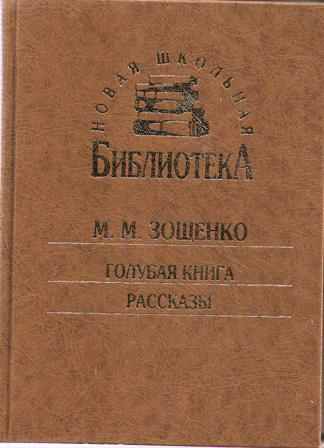 НОВАЯ ШКОЛЬНАЯ
БИБЛИОТЕКА
М. М. ЗОЩЕНКО
ГОЛУБАЯ КНИГА
РАССКАЗЫ